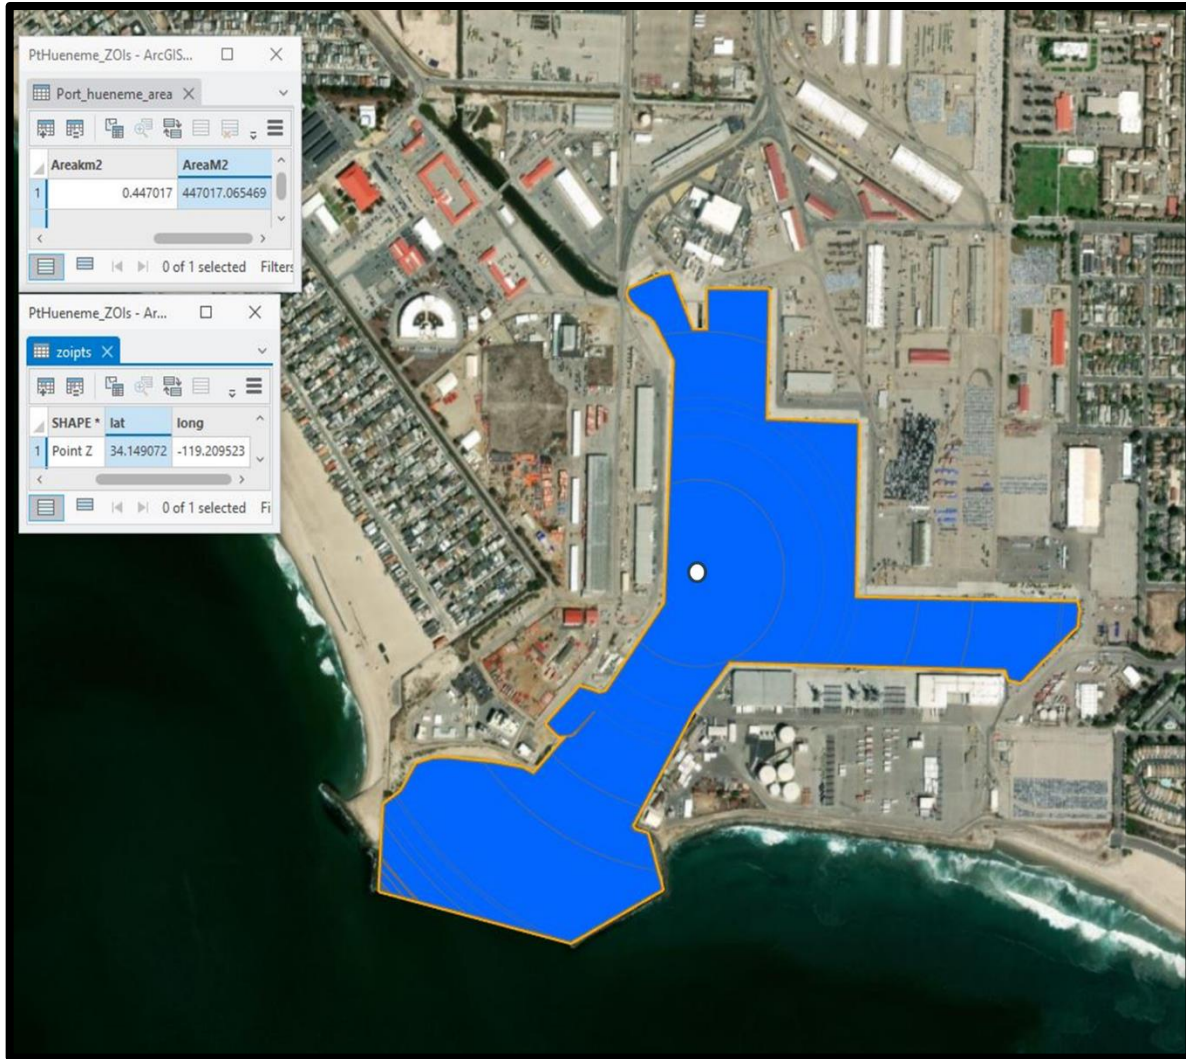 PtHueneme_ZOIs - ArcGIS...
Port_hueneme_area
Areakm2 AreaM2
1 0.447017 447017.065469
0 of 1 selected Filters
PtHueneme_ZOIs - Ar...
zoipts
SHAPE * lat long
1 Point Z 34.149072 -119.209523
0 of 1 selected Fi